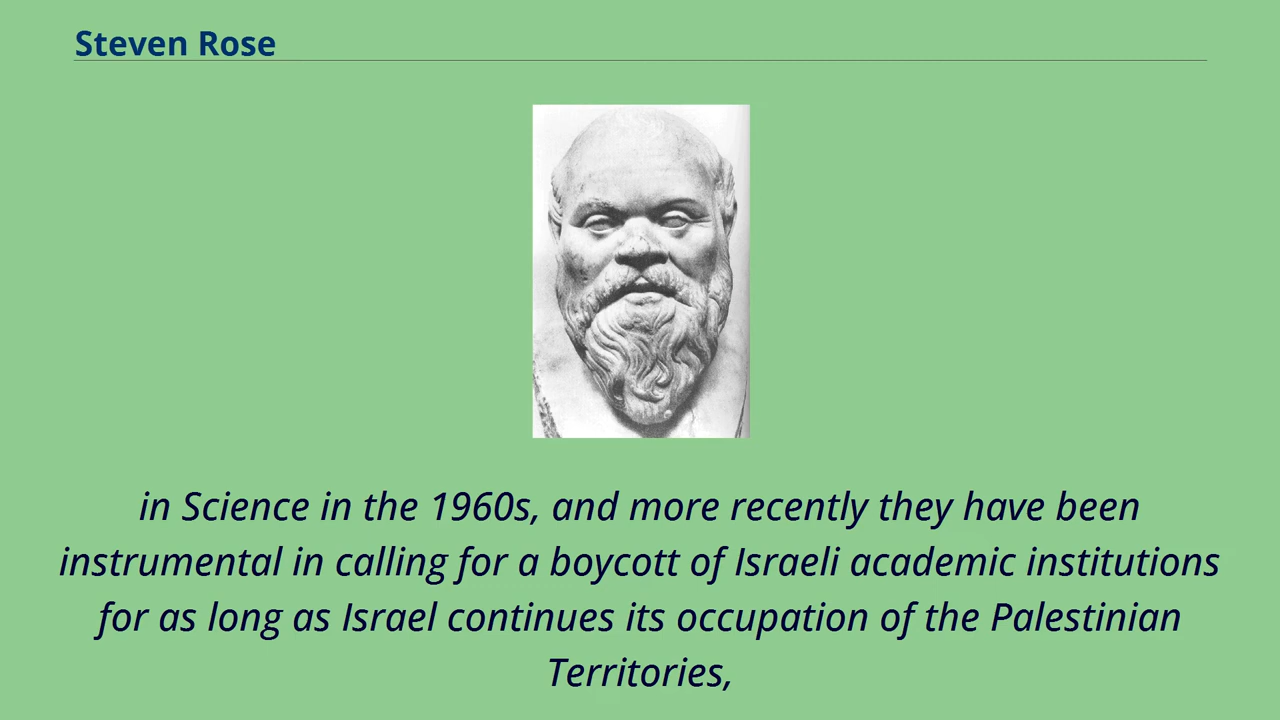 Steven Rose
in Science in the 1960s, and more recently they have been
instrumental in calling for a boycott of Israeli academic institutions
for as long as Israel continues its occupation of the Palestinian
Territories,